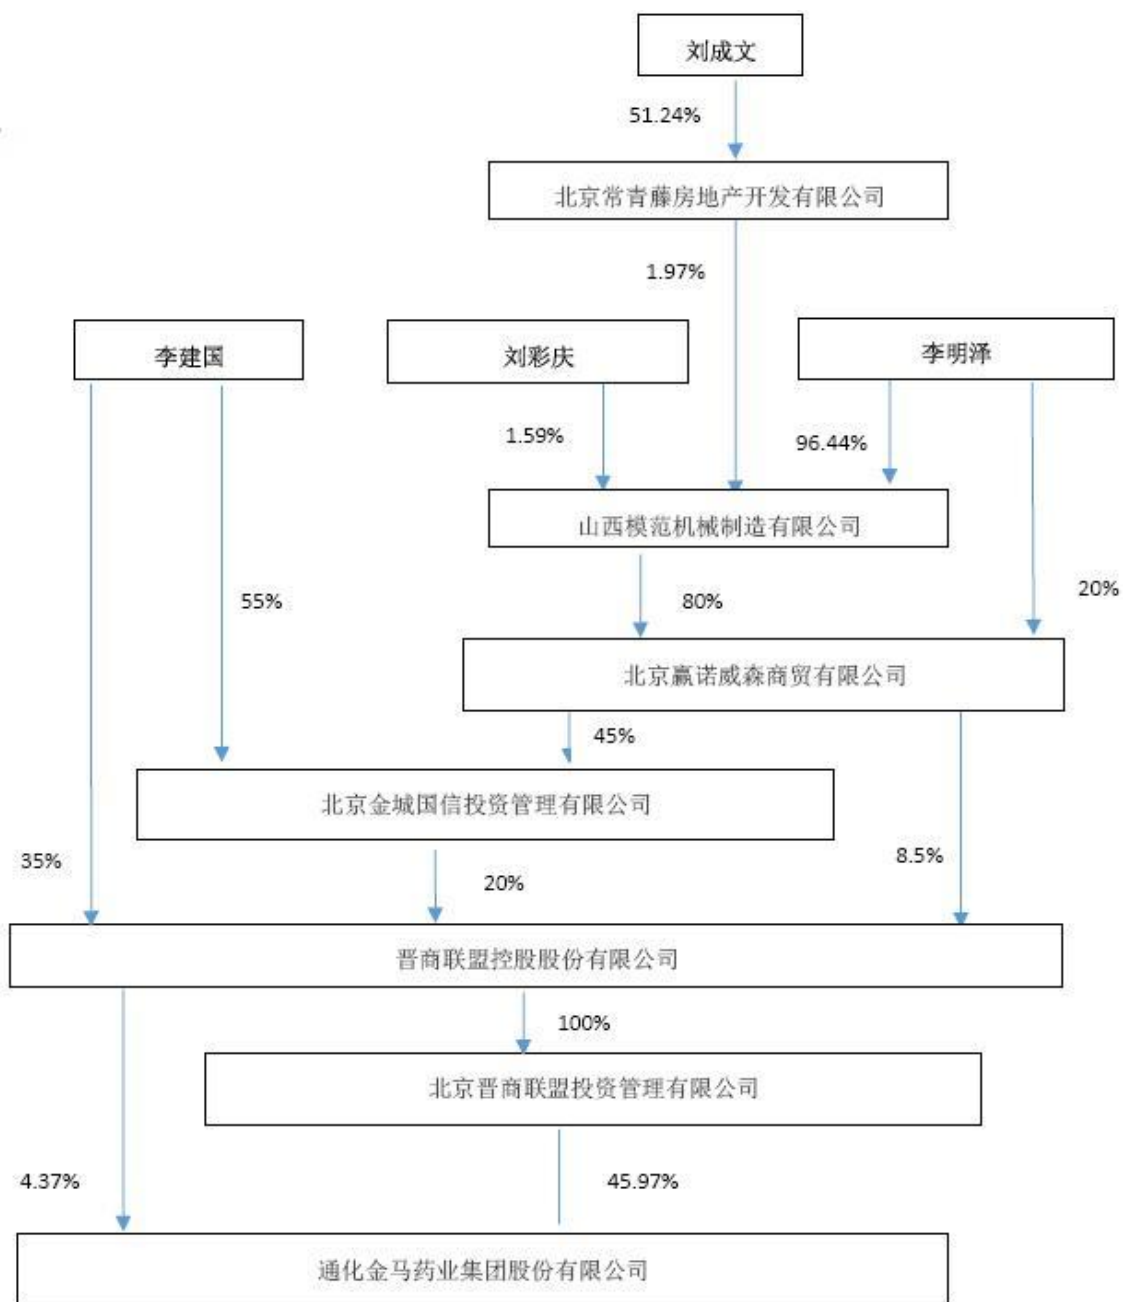 刘成文
51.24%
北京常青藤房地产开发有限公司
1.97%
李建国
刘彩庆
李明泽
1.59%
96.44%
山西模范机械制造有限公司
55%
80%
20%
北京赢诺威森商贸有限公司
45%
北京金城国信投资管理有限公司
35%
20%
8.5%
晋商联盟控股股份有限公司
100%
北京晋商联盟投资管理有限公司
4.37%
45.97%
通化金马药业集团股份有限公司